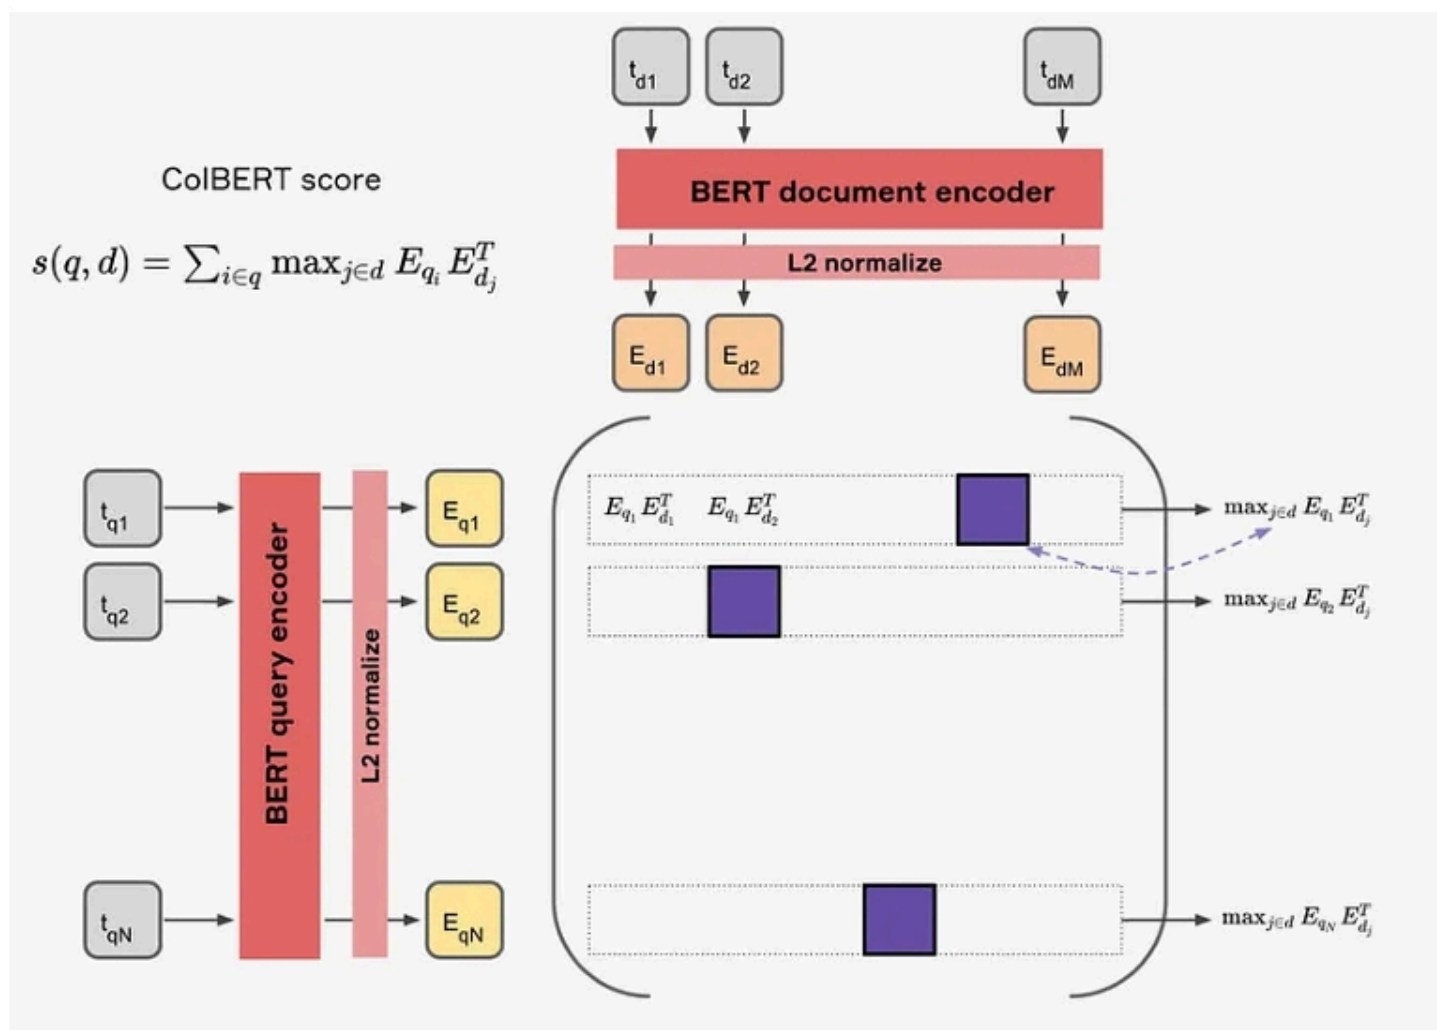 t_d1 t_d2 t_dM
BERT document encoder
L2 normalize
E_d1 E_d2 E_dM
ColBERT score
s(q, d) = ∑_{i∈q} max_{j∈d} E_{q_i} E_{d_j}^T
t_q1 E_q1
t_q2 E_q2
t_qN E_qN
BERT query encoder
L2 normalize
E_{q_1} E_{d_1}^T E_{q_1} E_{d_2}^T
max_{j∈d} E_{q_1} E_{d_j}^T
max_{j∈d} E_{q_2} E_{d_j}^T
max_{j∈d} E_{q_N} E_{d_j}^T